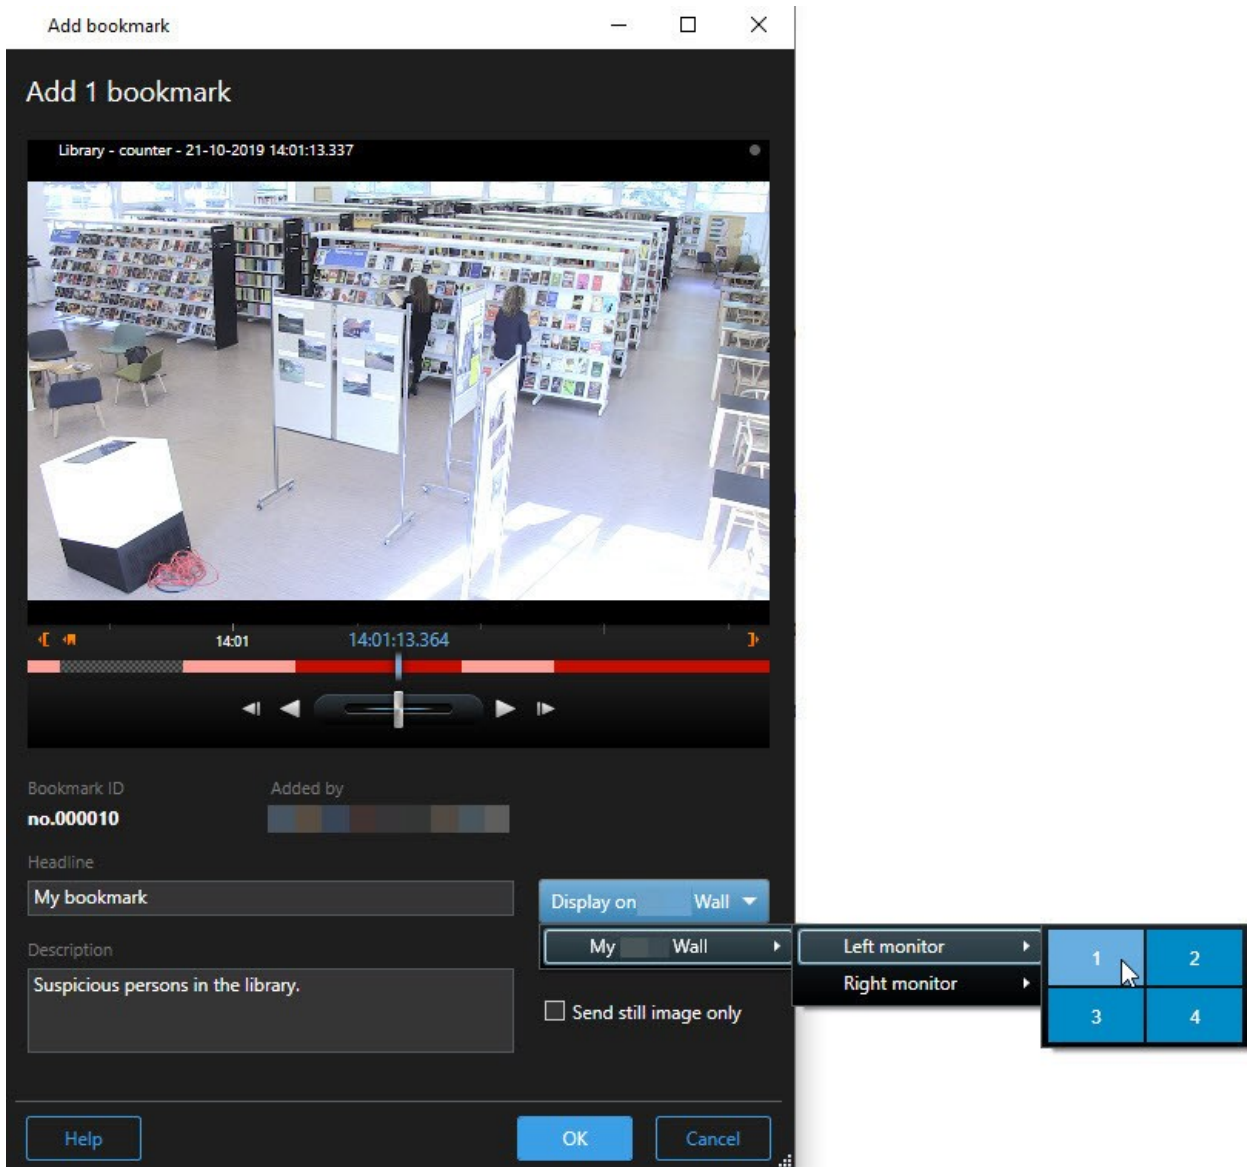 Add bookmark
Add 1 bookmark
Library - counter - 21-10-2019 14:01:13.337
14:01
14:01:13.364
Bookmark ID
Added by
no.000010
Headline
My bookmark
Display on Wall
My Wall
Left monitor
1
2
Description
Suspicious persons in the library.
Right monitor
Send still image only
3
4
Help
OK
Cancel